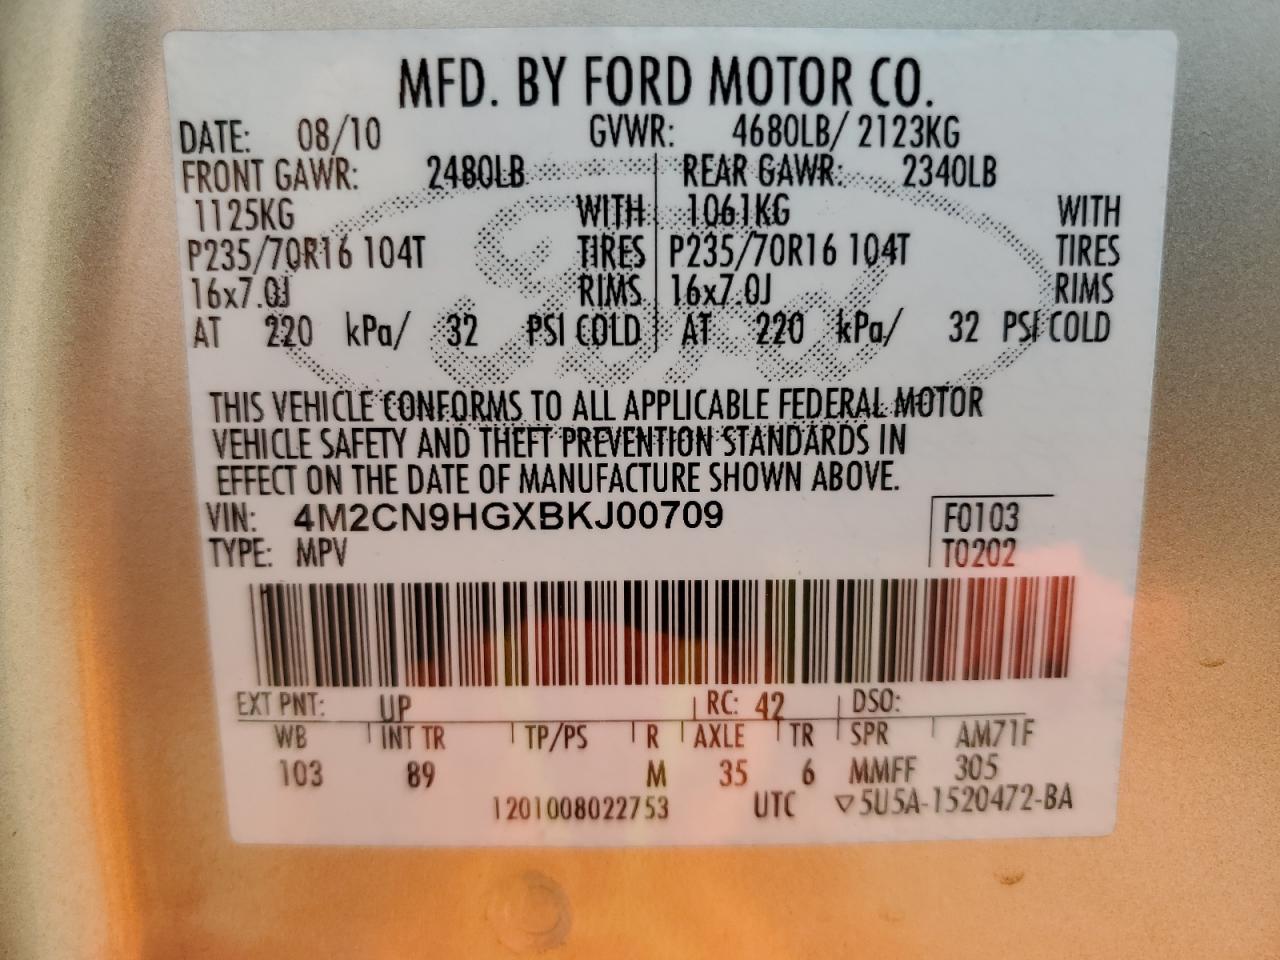 MFD. BY FORD MOTOR CO.
DATE: 08/10 GVWR: 4680LB/ 2123KG
FRONT GAWR: 2480LB REAR GAWR: 2340LB
1125KG WITH 1061KG WITH
P235/70R16 104T TIRES P235/70R16 104T TIRES
16x7.0J RIMS 16x7.0J RIMS
AT 220 kPa/ 32 PSI COLD AT 220 kPa/ 32 PSI COLD
THIS VEHICLE CONFORMS TO ALL APPLICABLE FEDERAL MOTOR
VEHICLE SAFETY AND THEFT PREVENTION STANDARDS IN
EFFECT ON THE DATE OF MANUFACTURE SHOWN ABOVE.
VIN: 4M2CN9HGXBKJ00709 F0103
TYPE: MPV T0202
EXT PNT: UP RC: 42 DSO:
WB INT TR TP/PS R AXLE TR SPR AM71F
103 89 M 35 6 MMFF 305
1201008022753 UTC ▽5U5A-1520472-BA
Ford